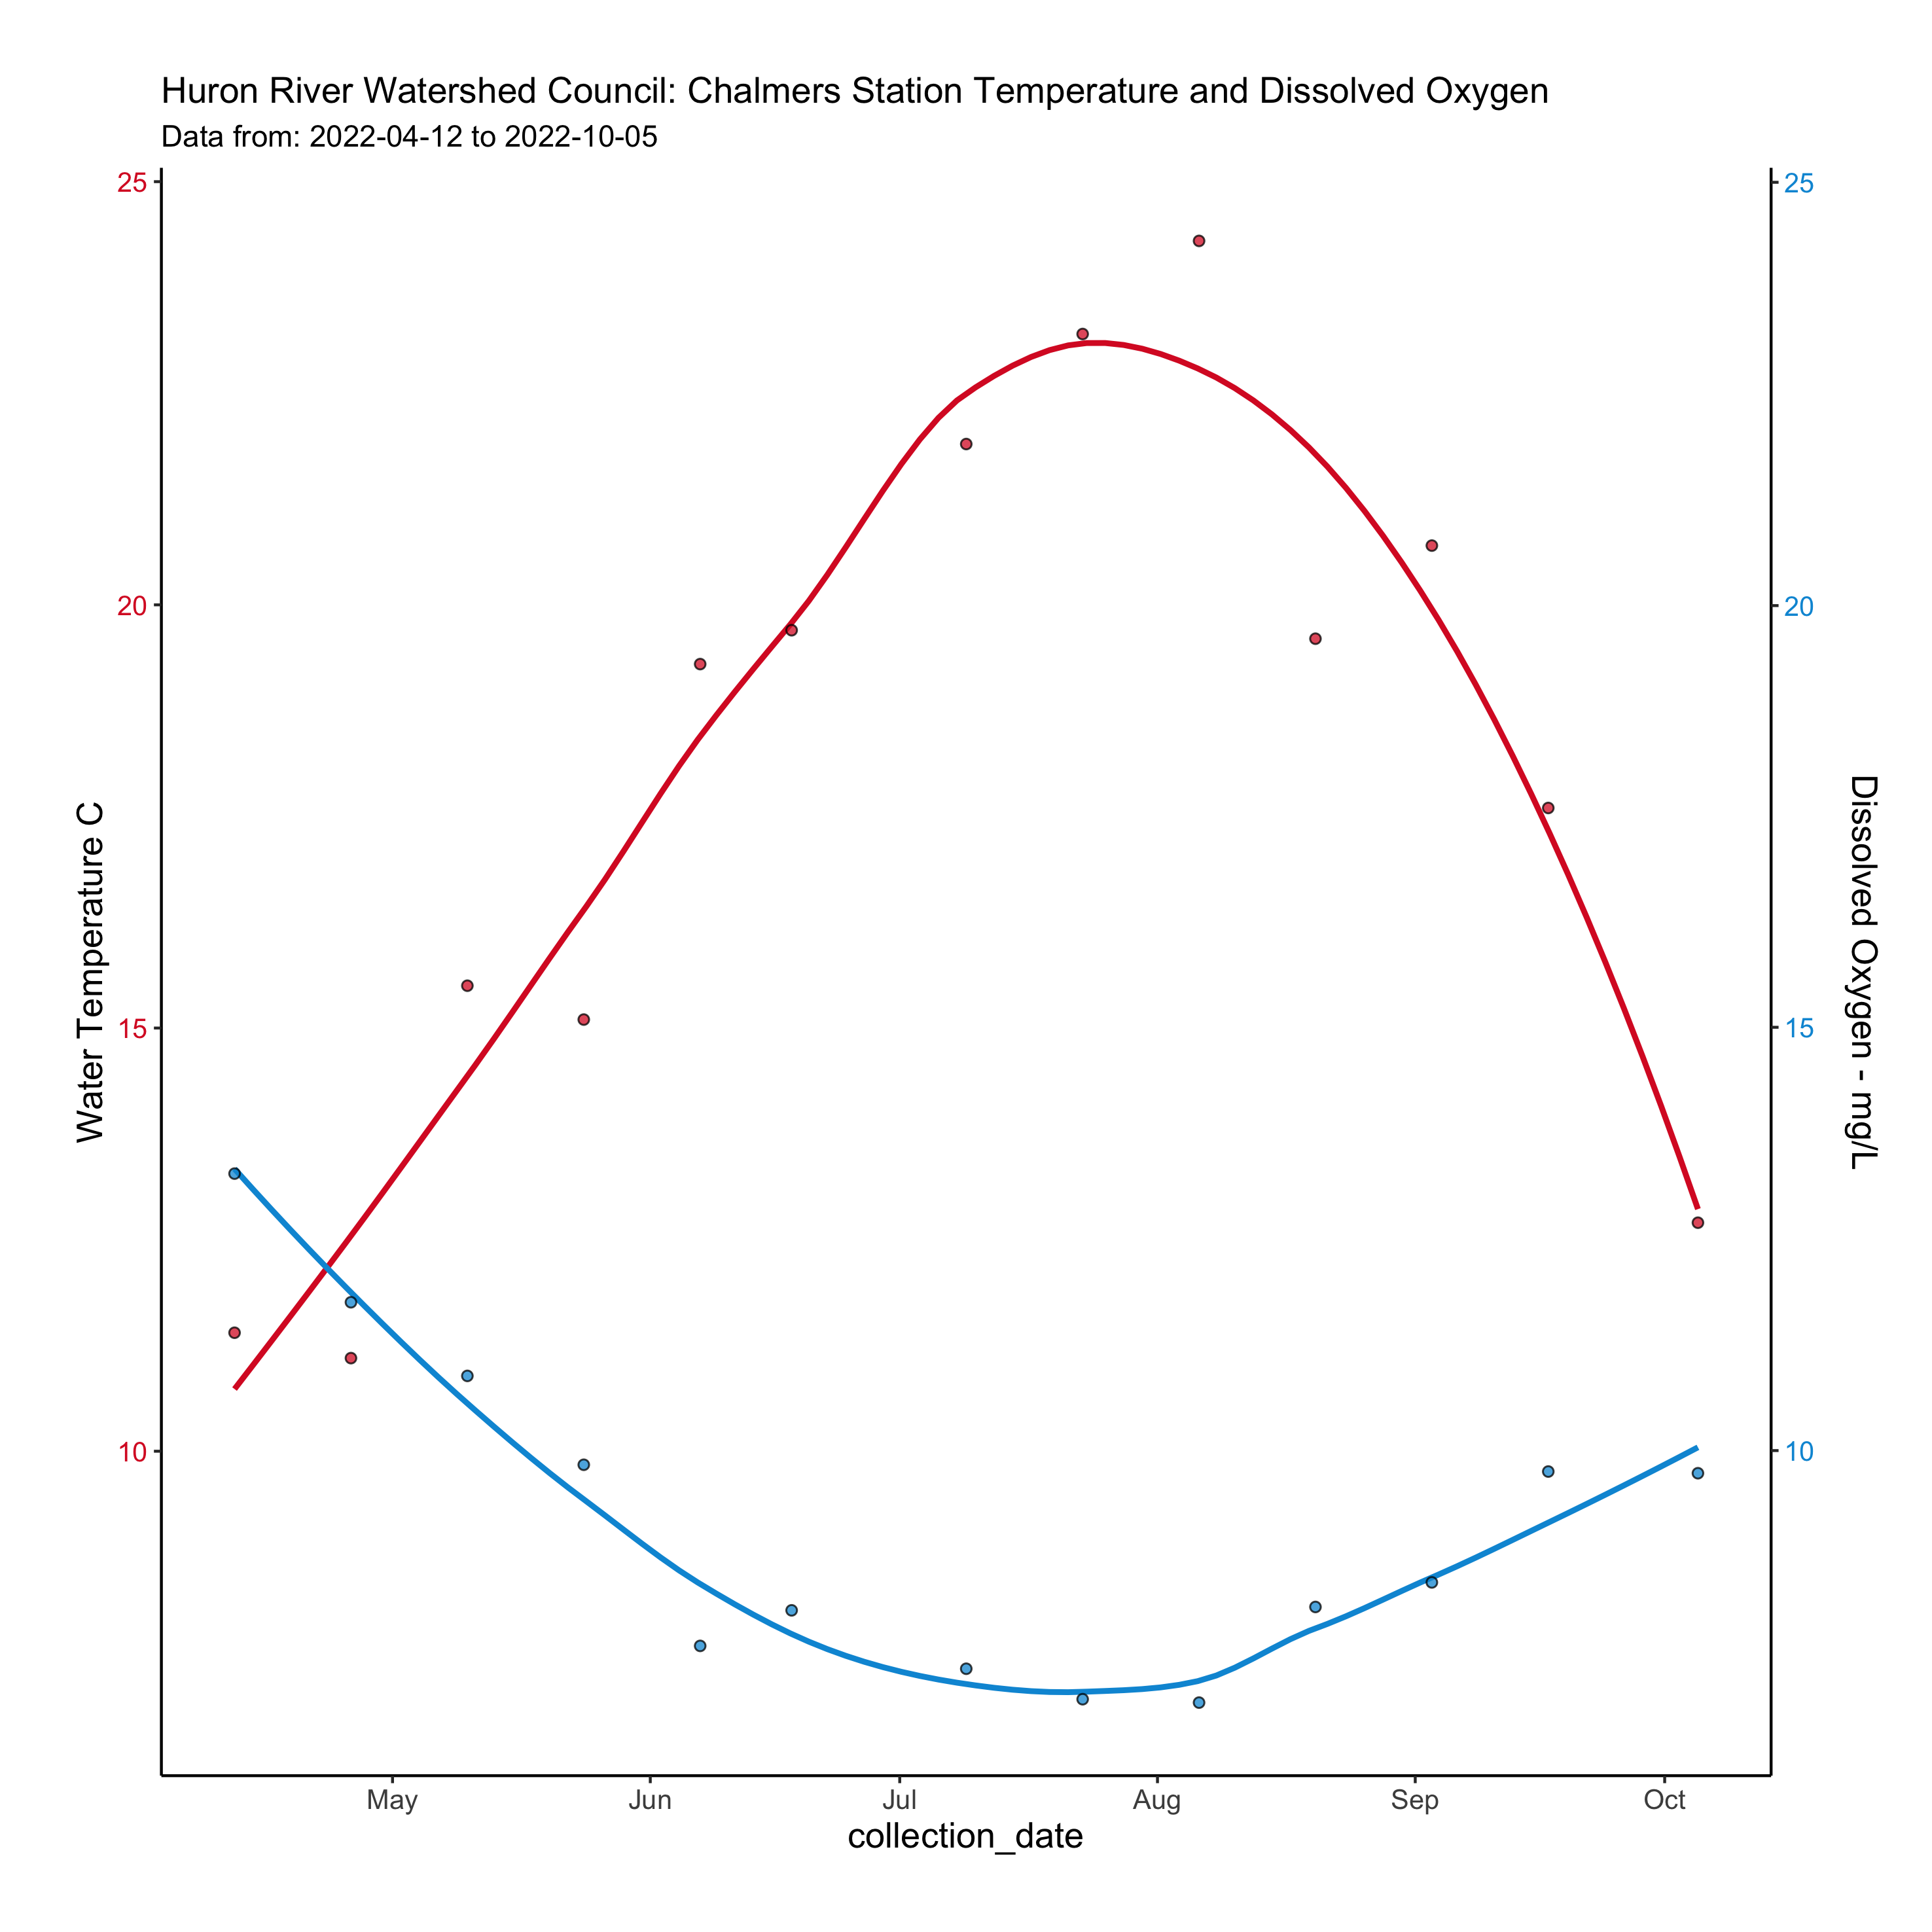 Huron River Watershed Council: Chalmers Station Temperature and Dissolved Oxygen
Data from: 2022-04-12 to 2022-10-05
25
20
15
10
Water Temperature C
25
20
15
10
Dissolved Oxygen - mg/L
May Jun Jul Aug Sep Oct
collection_date